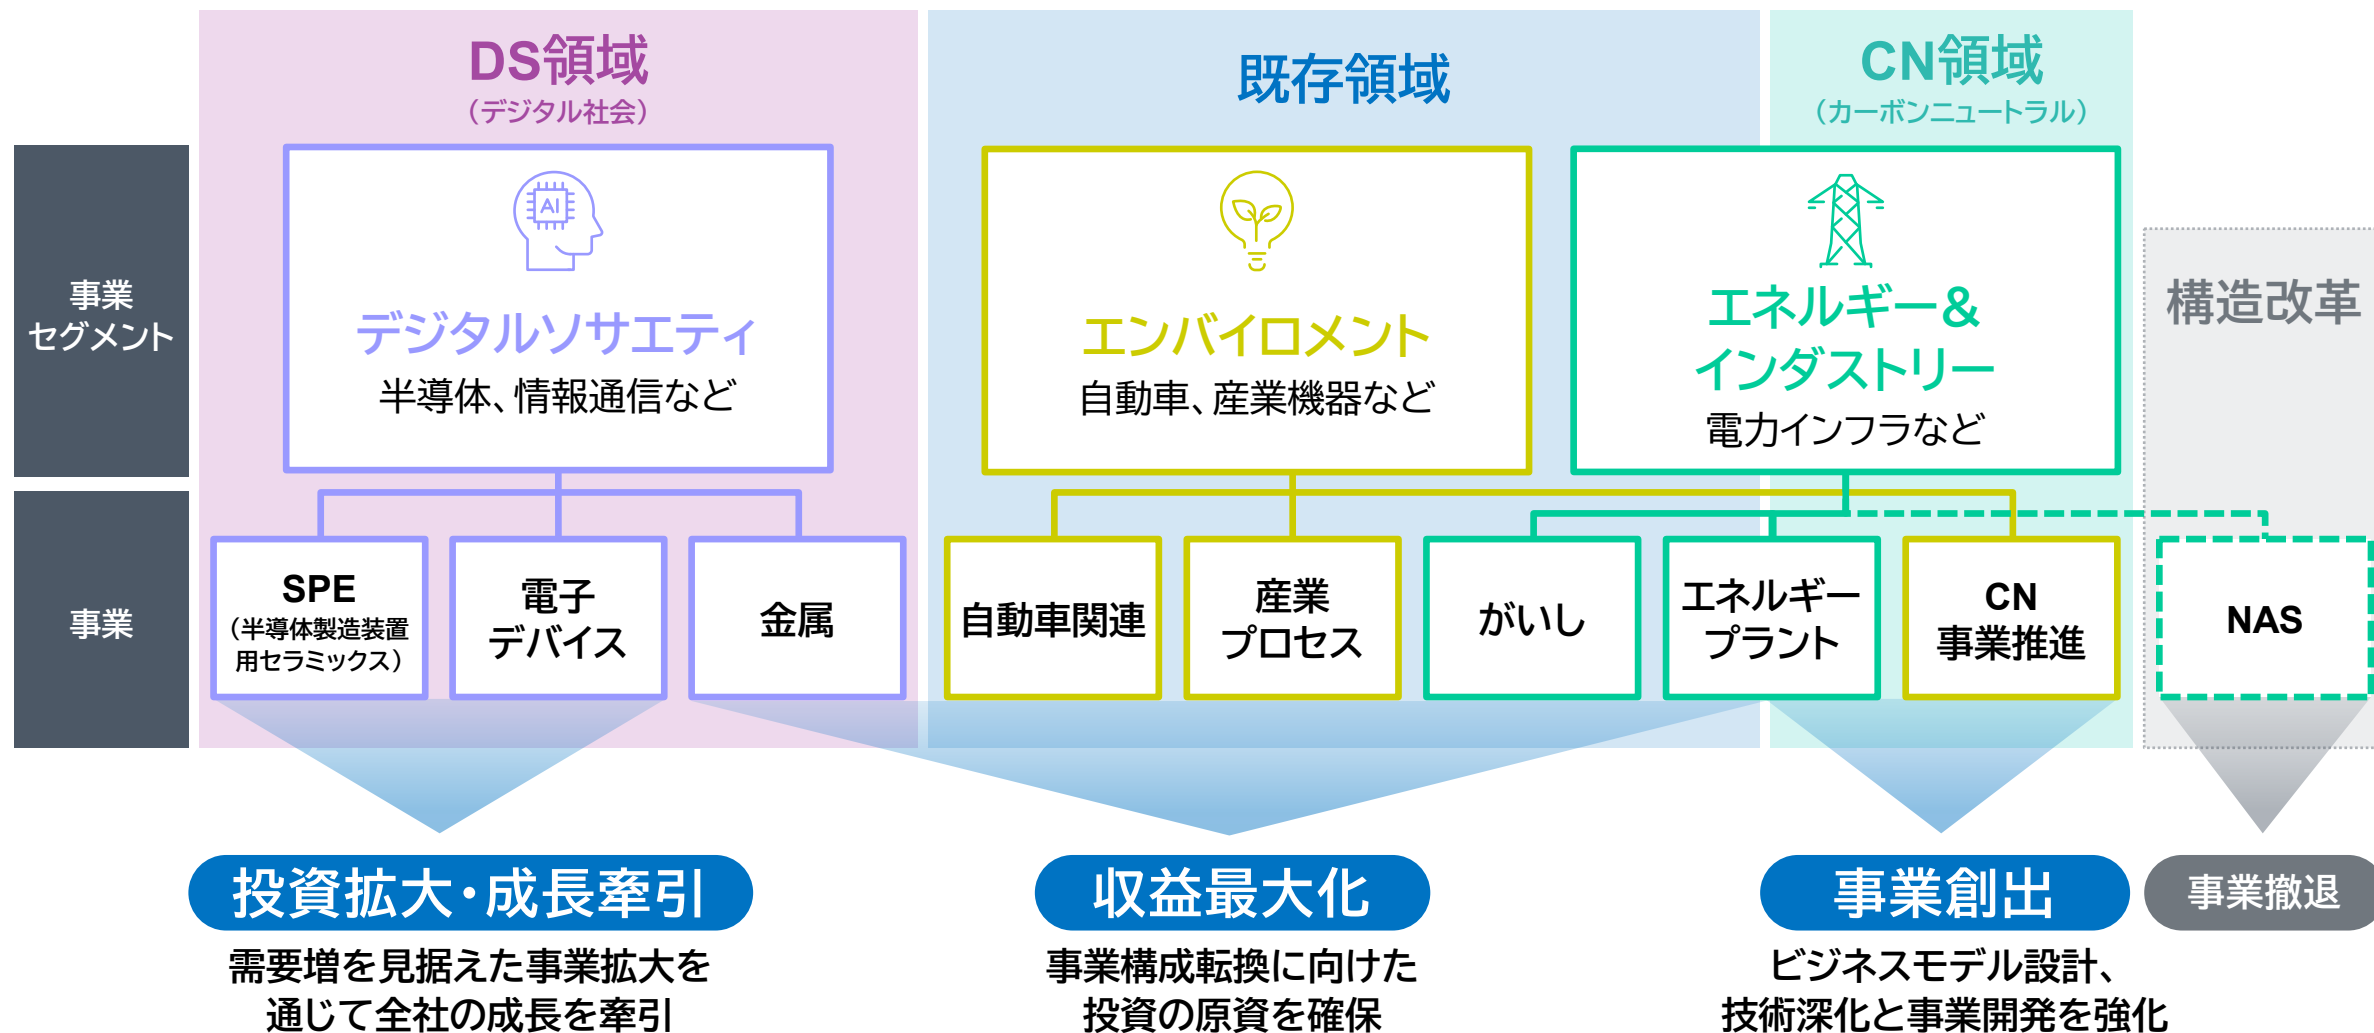 DS領域
（デジタル社会）
既存領域
CN領域
（カーボンニュートラル）
事業
セグメント
AI
デジタルソサエティ
半導体、情報通信など
エンバイロメント
自動車、産業機器など
エネルギー＆
インダストリー
電力インフラなど
構造改革
事業
SPE
（半導体製造装置
用セラミックス）
電子
デバイス
金属
自動車関連
産業
プロセス
がいし
エネルギー
プラント
CN
事業推進
NAS
投資拡大・成長牽引
需要増を見据えた事業拡大を
通じて全社の成長を牽引
収益最大化
事業構成転換に向けた
投資の原資を確保
事業創出
ビジネスモデル設計、
技術深化と事業開発を強化
事業撤退